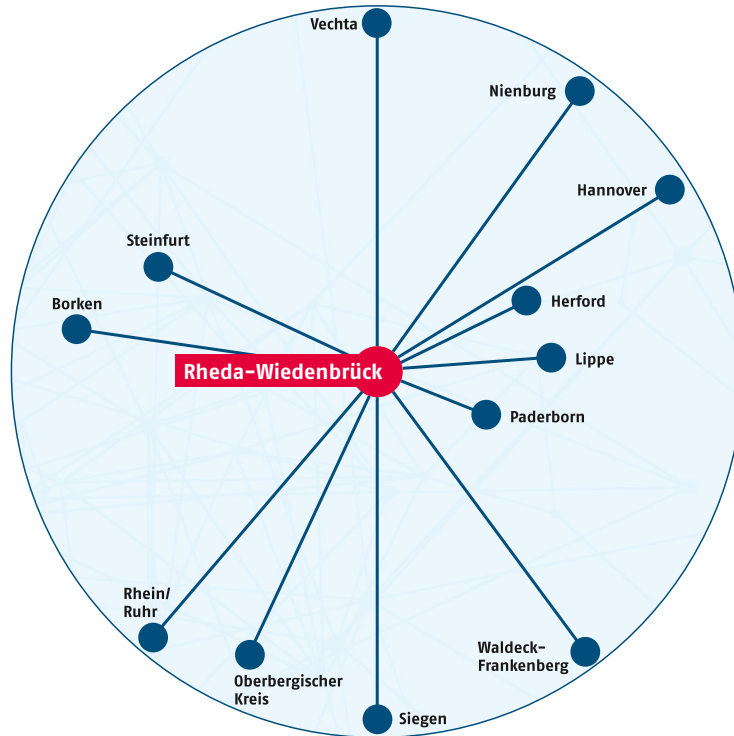 Vechta
Nienburg
Hannover
Steinfurt
Borken
Herford
Lippe
Rheda-Wiedenbrück
Paderborn
Rhein/
Ruhr
Waldeck-
Frankenberg
Oberbergischer
Kreis
Siegen